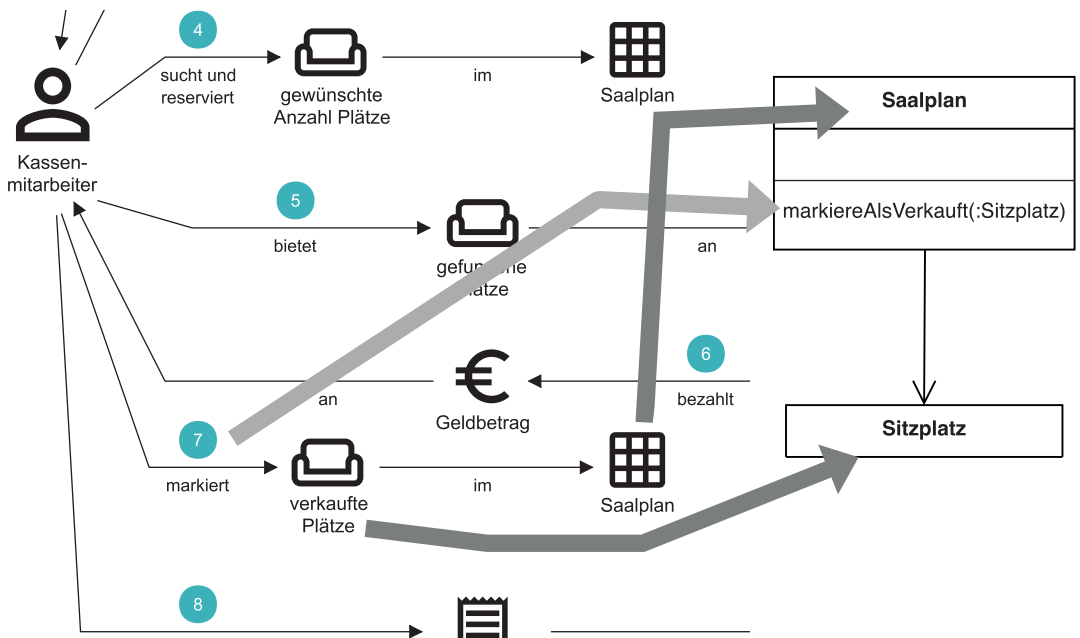 4
sucht und
reserviert
gewünschte
Anzahl Plätze
im
Saalplan
Kassen-
mitarbeiter
5
bietet
an
Saalplan
markiereAlsVerkauft(:Sitzplatz)
6
bezahlt
Geldbetrag
an
7
markiert
verkaufte
Plätze
im
Saalplan
Sitzplatz
8